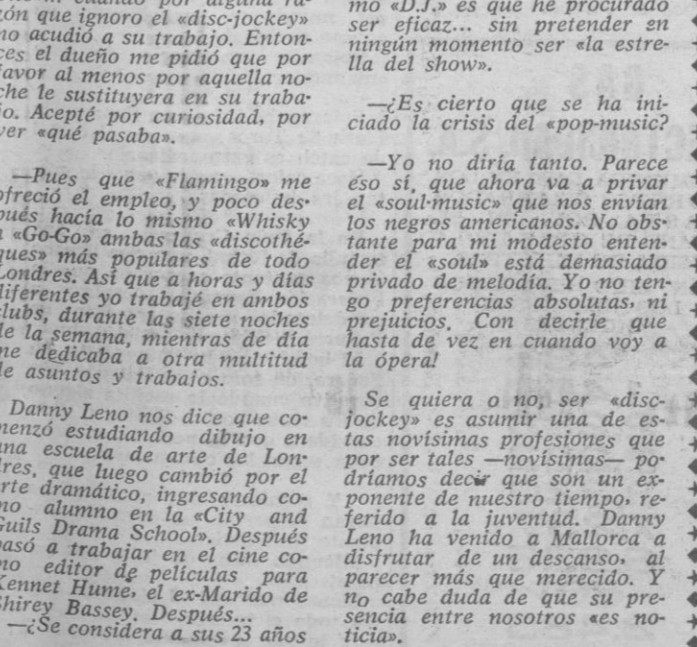 zón que ignoro el «disc-jockey»
no acudió a su trabajo. Enton-
ces el dueño me pidió que por
favor al menos por aquella no-
che le sustituyera en su traba-
jo. Acepté por curiosidad, por
ver «qué pasaba».
—Pues que «Flamingo» me
ofreció el empleo, y poco des-
pués hacía lo mismo «Whisky
a «Go-Go» ambas las «discothé-
ques» más populares de todo
Londres. Así que a horas y días
diferentes yo trabajé en ambos
clubs, durante las siete noches
de la semana, mientras de día
me dedicaba a otra multitud
de asuntos y trabajos.
Danny Leno nos dice que co-
menzó estudiando dibujo en
una escuela de arte de Lon-
dres, que luego cambió por el
arte dramático, ingresando co-
mo alumno en la «City and
Guils Drama School». Después
pasó a trabajar en el cine co-
mo editor de películas para
Kennet Hume, el ex-Marido de
Shirey Bassey. Después...
—¿Se considera a sus 23 años
mo «D.J.» es que he procurado
ser eficaz... sin pretender en
ningún momento ser «la estre-
lla del show».
—¿Es cierto que se ha ini-
ciado la crisis del «pop-music?
—Yo no diría tanto. Parece
eso sí, que ahora va a privar
el «soul-music» que nos envían
los negros americanos. No obs-
tante para mi modesto enten-
der el «soul» está demasiado
privado de melodía. Yo no ten-
go preferencias absolutas, ni
prejuicios. Con decirle que
hasta de vez en cuando voy a
la ópera!
Se quiera o no, ser «disc-
jockey» es asumir una de es-
tas novísimas profesiones que
por ser tales —novísimas— po-
dríamos decir que son un ex-
ponente de nuestro tiempo, re-
ferido a la juventud. Danny
Leno ha venido a Mallorca a
disfrutar de un descanso, al
parecer más que merecido. Y
no cabe duda de que su pre-
sencia entre nosotros «es no-
ticia».